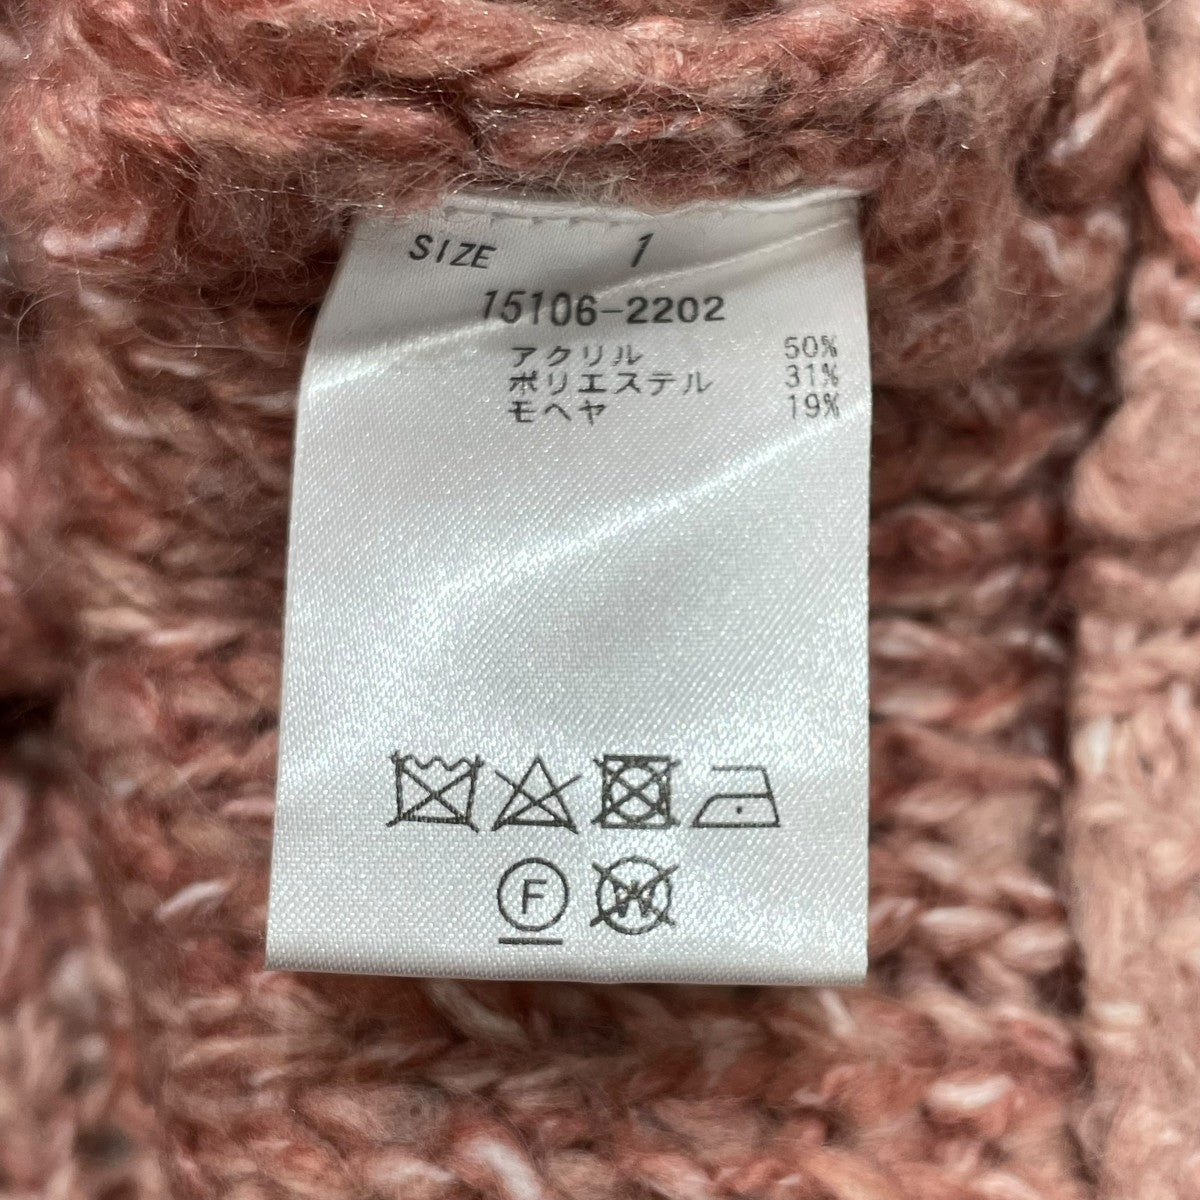 SIZE 1
15106-2202
アクリル 50%
ポリエステル 31%
モヘヤ 19%
F W